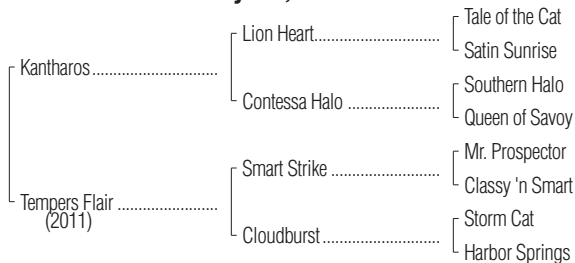 Tale of the Cat
Lion Heart
Satin Sunrise
Kantharos
Southern Halo
Contessa Halo
Queen of Savoy
Mr. Prospector
Smart Strike
Classy 'n Smart
Tempers Flair
(2011)
Storm Cat
Cloudburst
Harbor Springs